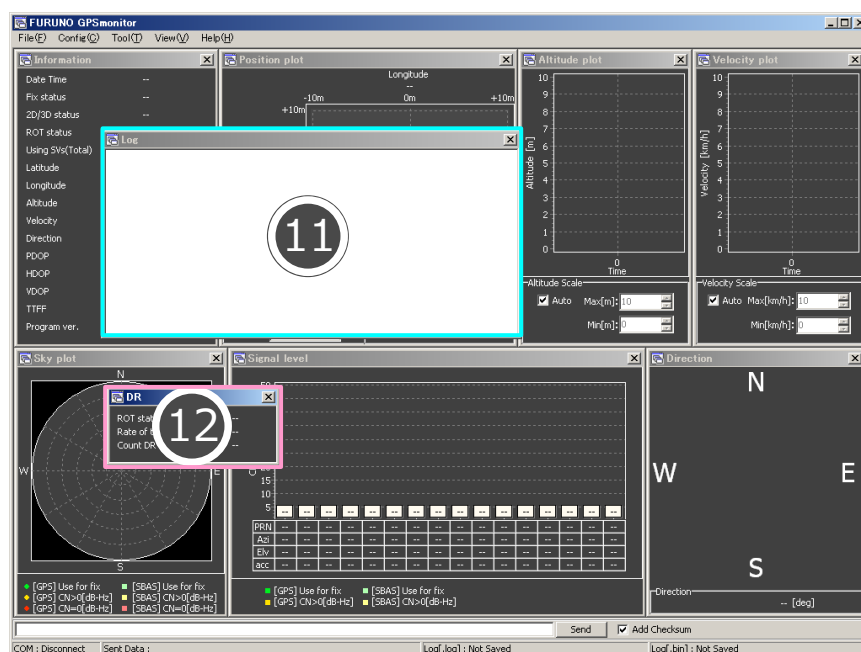 FURUNO GPSmonitor
File(F) Config(C) Tool(T) View(V) Help(H)
Information
Date Time --
Fix status --
2D/3D status --
ROT status
Using SVs(Total)
Latitude
Longitude
Altitude
Velocity
Direction
PDOP
HDOP
VDOP
TTFF
Program ver.
Position plot
Longitude
--
-10m 0m +10m
+10m
Log
11
Altitude plot
10
9
8
7
6
5
4
3
2
1
0
Altitude [m]
0
Time
Altitude Scale
Auto Max[m]: 10
Min[m]: 0
Velocity plot
10
9
8
7
6
5
4
3
2
1
0
Velocity [km/h]
0
Time
Velocity Scale
Auto Max[km/h]: 10
Min[km/h]: 0
Sky plot
N
W
E
S
[GPS] Use for fix [SBAS] Use for fix
[GPS] CN>0[dB-Hz] [SBAS] CN>0[dB-Hz]
[GPS] CN=0[dB-Hz] [SBAS] CN=0[dB-Hz]
DR
ROT --
Rate of --
Count DR --
12
Signal level
15
10
5
-- -- -- -- -- -- -- -- -- -- -- -- -- -- -- --
PRN -- -- -- -- -- -- -- -- -- -- -- -- -- -- -- --
Azi -- -- -- -- -- -- -- -- -- -- -- -- -- -- -- --
Elv -- -- -- -- -- -- -- -- -- -- -- -- -- -- -- --
acc -- -- -- -- -- -- -- -- -- -- -- -- -- -- -- --
[GPS] Use for fix [SBAS] Use for fix
[GPS] CN>0[dB-Hz] [SBAS] CN>0[dB-Hz]
Direction
N
W E
S
Direction
-- [deg]
Send Add Checksum
COM : Disconnect Sent Data : Log[.log] : Not Saved Log[.bin] : Not Saved